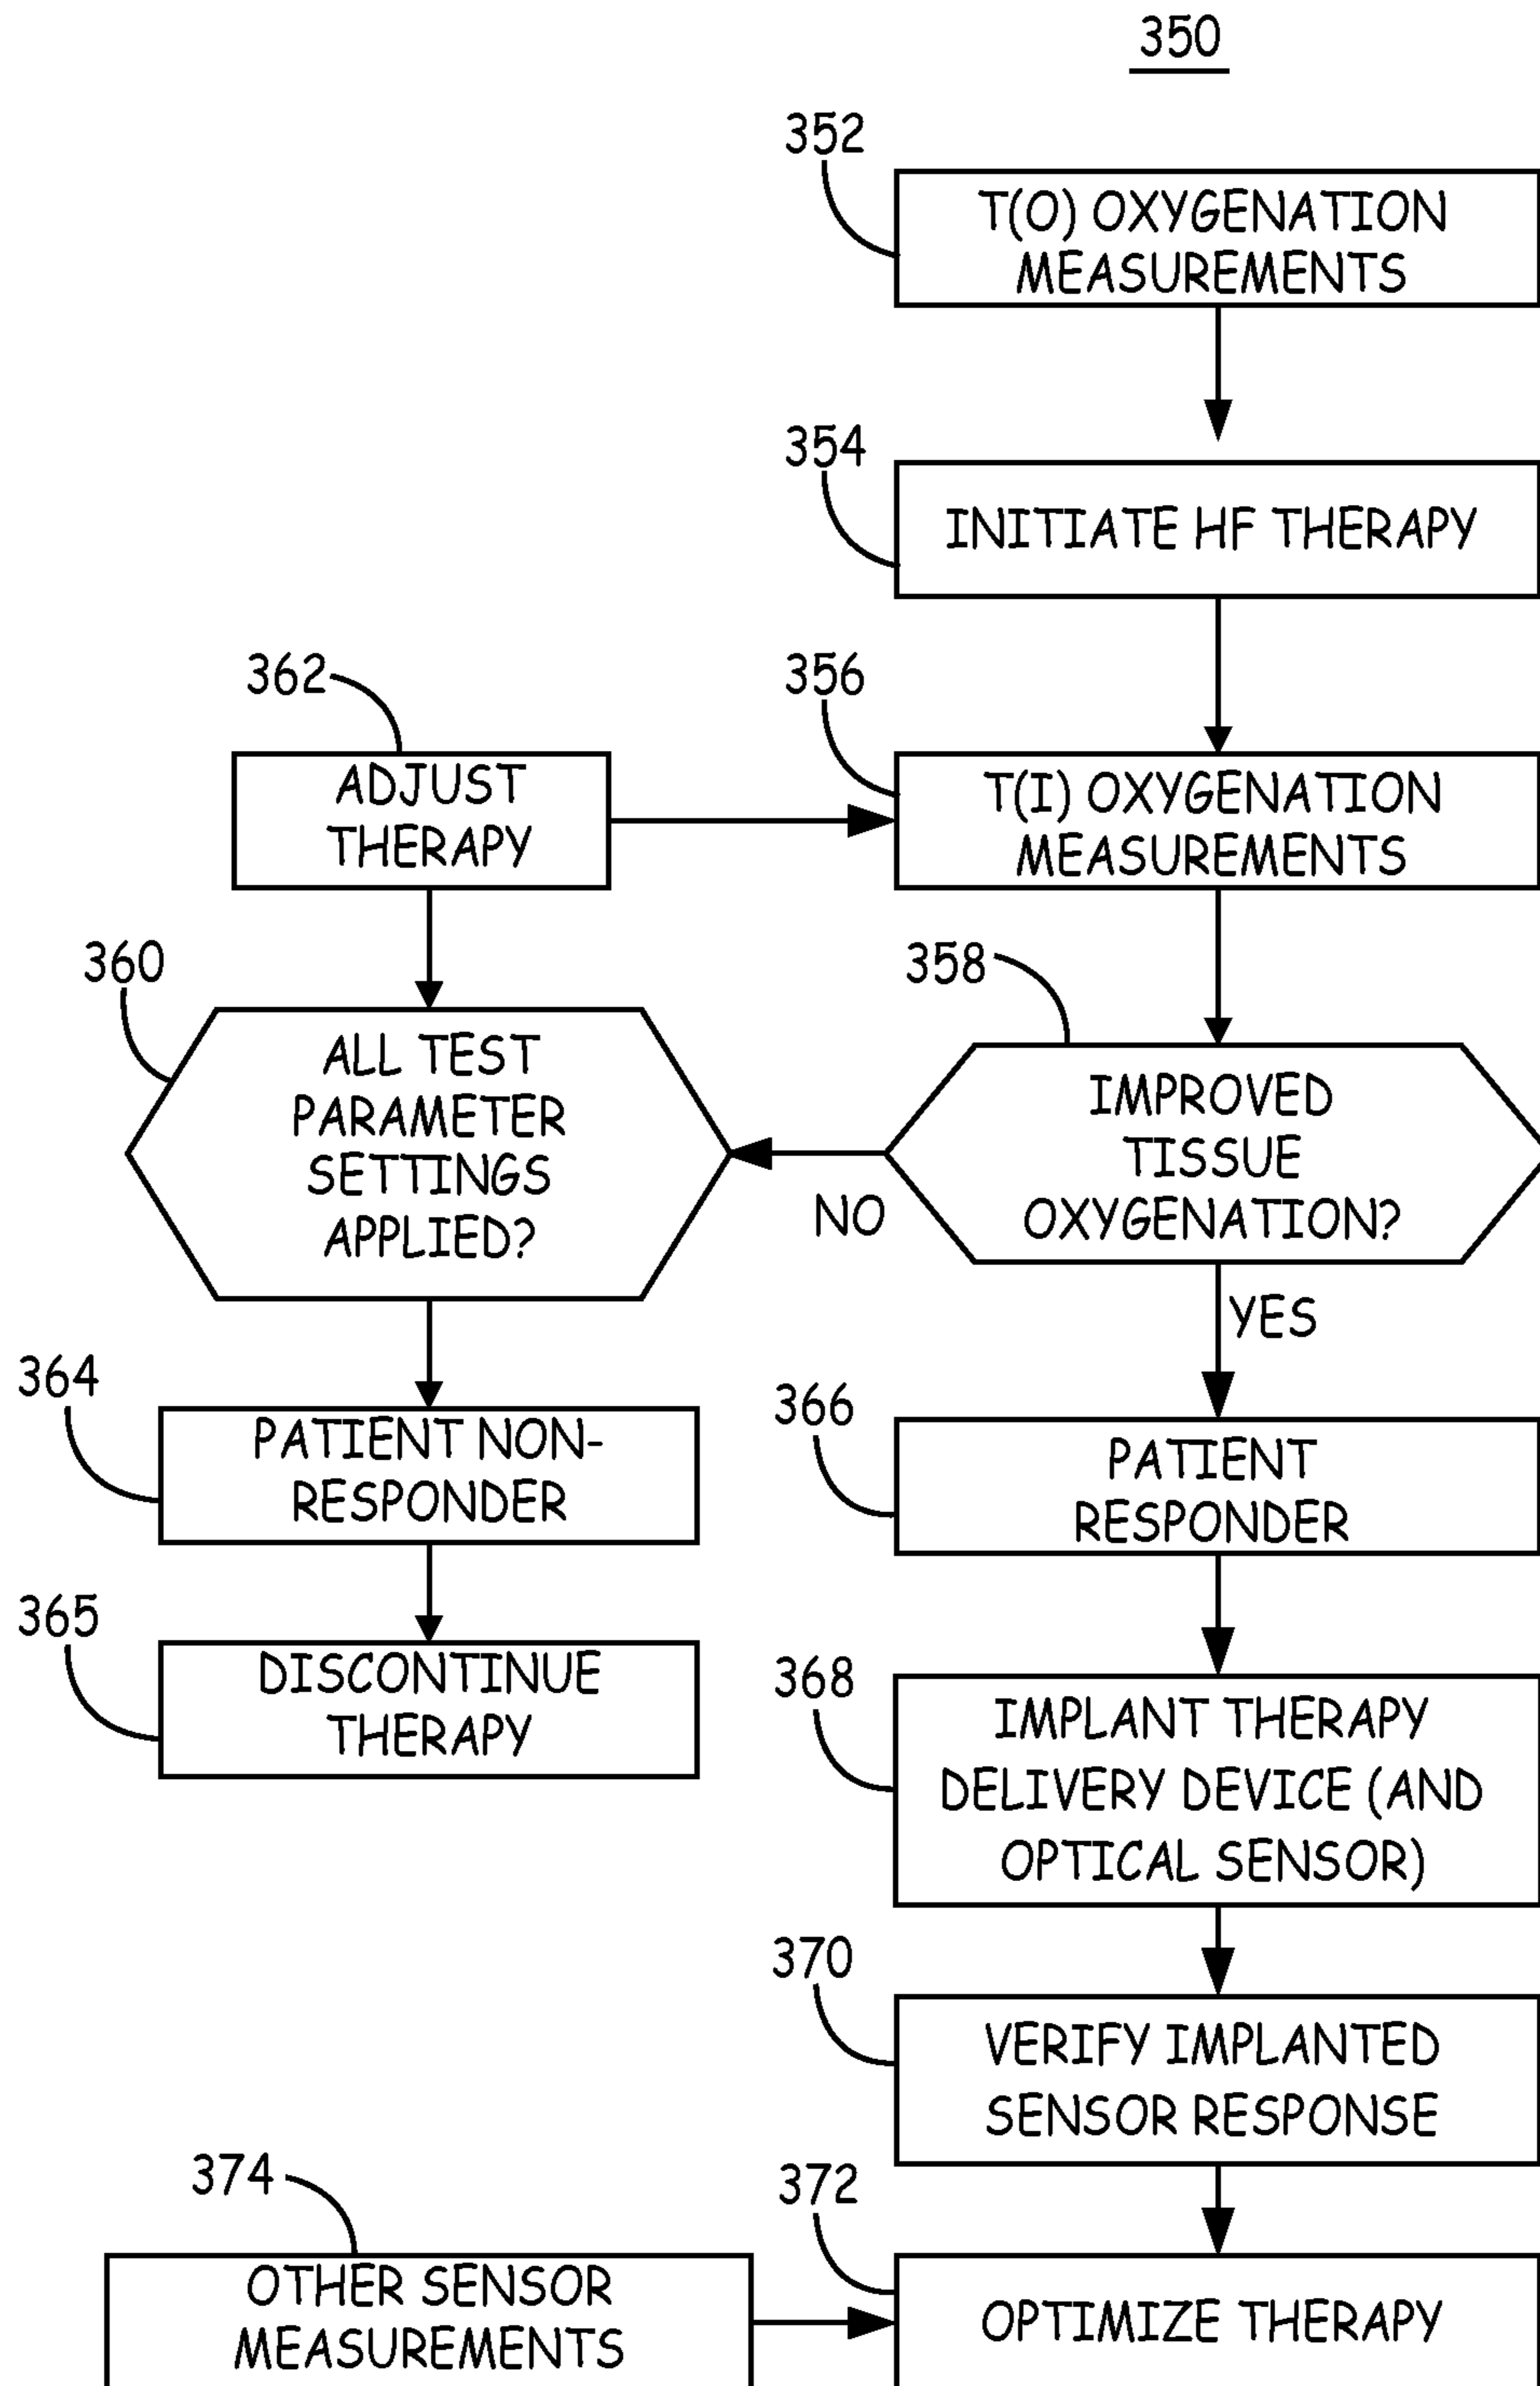 350
352
T(O) OXYGENATION
MEASUREMENTS
354
INITIATE HF THERAPY
362
356
ADJUST
THERAPY
T(I) OXYGENATION
MEASUREMENTS
360
358
ALL TEST
PARAMETER
SETTINGS
APPLIED?
IMPROVED
TISSUE
OXYGENATION?
NO
YES
364
366
PATIENT NON-
RESPONDER
PATIENT
RESPONDER
365
368
DISCONTINUE
THERAPY
IMPLANT THERAPY
DELIVERY DEVICE (AND
OPTICAL SENSOR)
370
VERIFY IMPLANTED
SENSOR RESPONSE
374
372
OTHER SENSOR
MEASUREMENTS
OPTIMIZE THERAPY